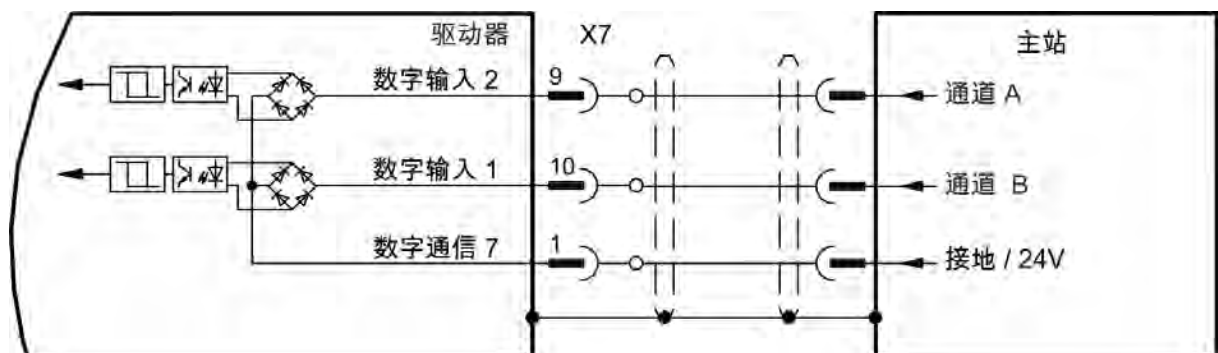 驱动器
X7
主站
数字输入 2
9
通道 A
数字输入 1
10
通道 B
数字通信 7
1
接地 / 24V